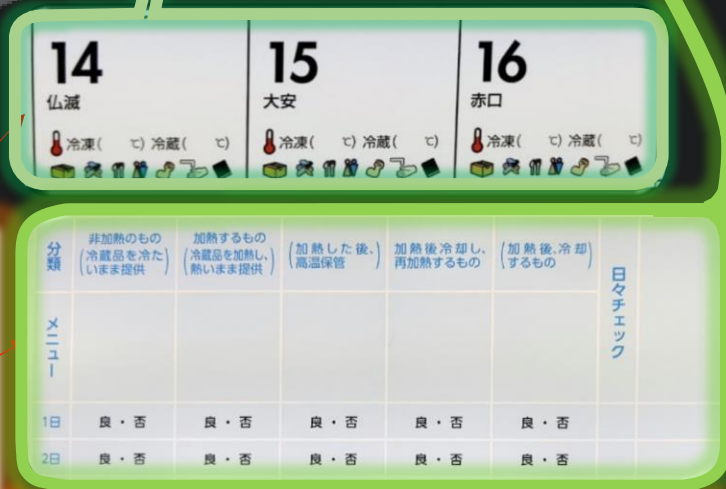 14 15 16
仏滅 大安 赤口
冷凍( ℃) 冷蔵( ℃) 冷凍( ℃) 冷蔵( ℃) 冷凍( ℃) 冷蔵( ℃)
分類
非加熱のもの
(冷蔵品を冷た
いまま提供)
加熱するもの
(冷蔵品を加熱し、
熱いまま提供)
(加熱した後、
高温保管)
加熱後冷却し、
再加熱するもの
(加熱後、冷却
するもの)
日々チェック
メニュー
1日 良・否 良・否 良・否 良・否 良・否
2日 良・否 良・否 良・否 良・否 良・否